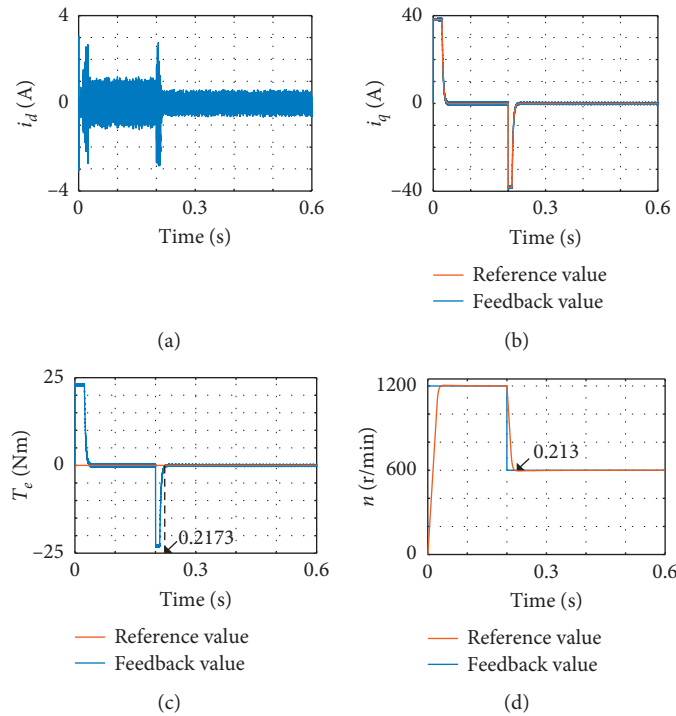 4
i_d (A)
0
−4
0
0.3
0.6
Time (s)
(a)
40
i_q (A)
0
−40
0
0.3
0.6
Time (s)
Reference value
Feedback value
(b)
25
T_e (Nm)
0
−25
0.2173
0
0.3
0.6
Time (s)
Reference value
Feedback value
(c)
1200
n (r/min)
600
0
0.213
0
0.3
0.6
Time (s)
Reference value
Feedback value
(d)